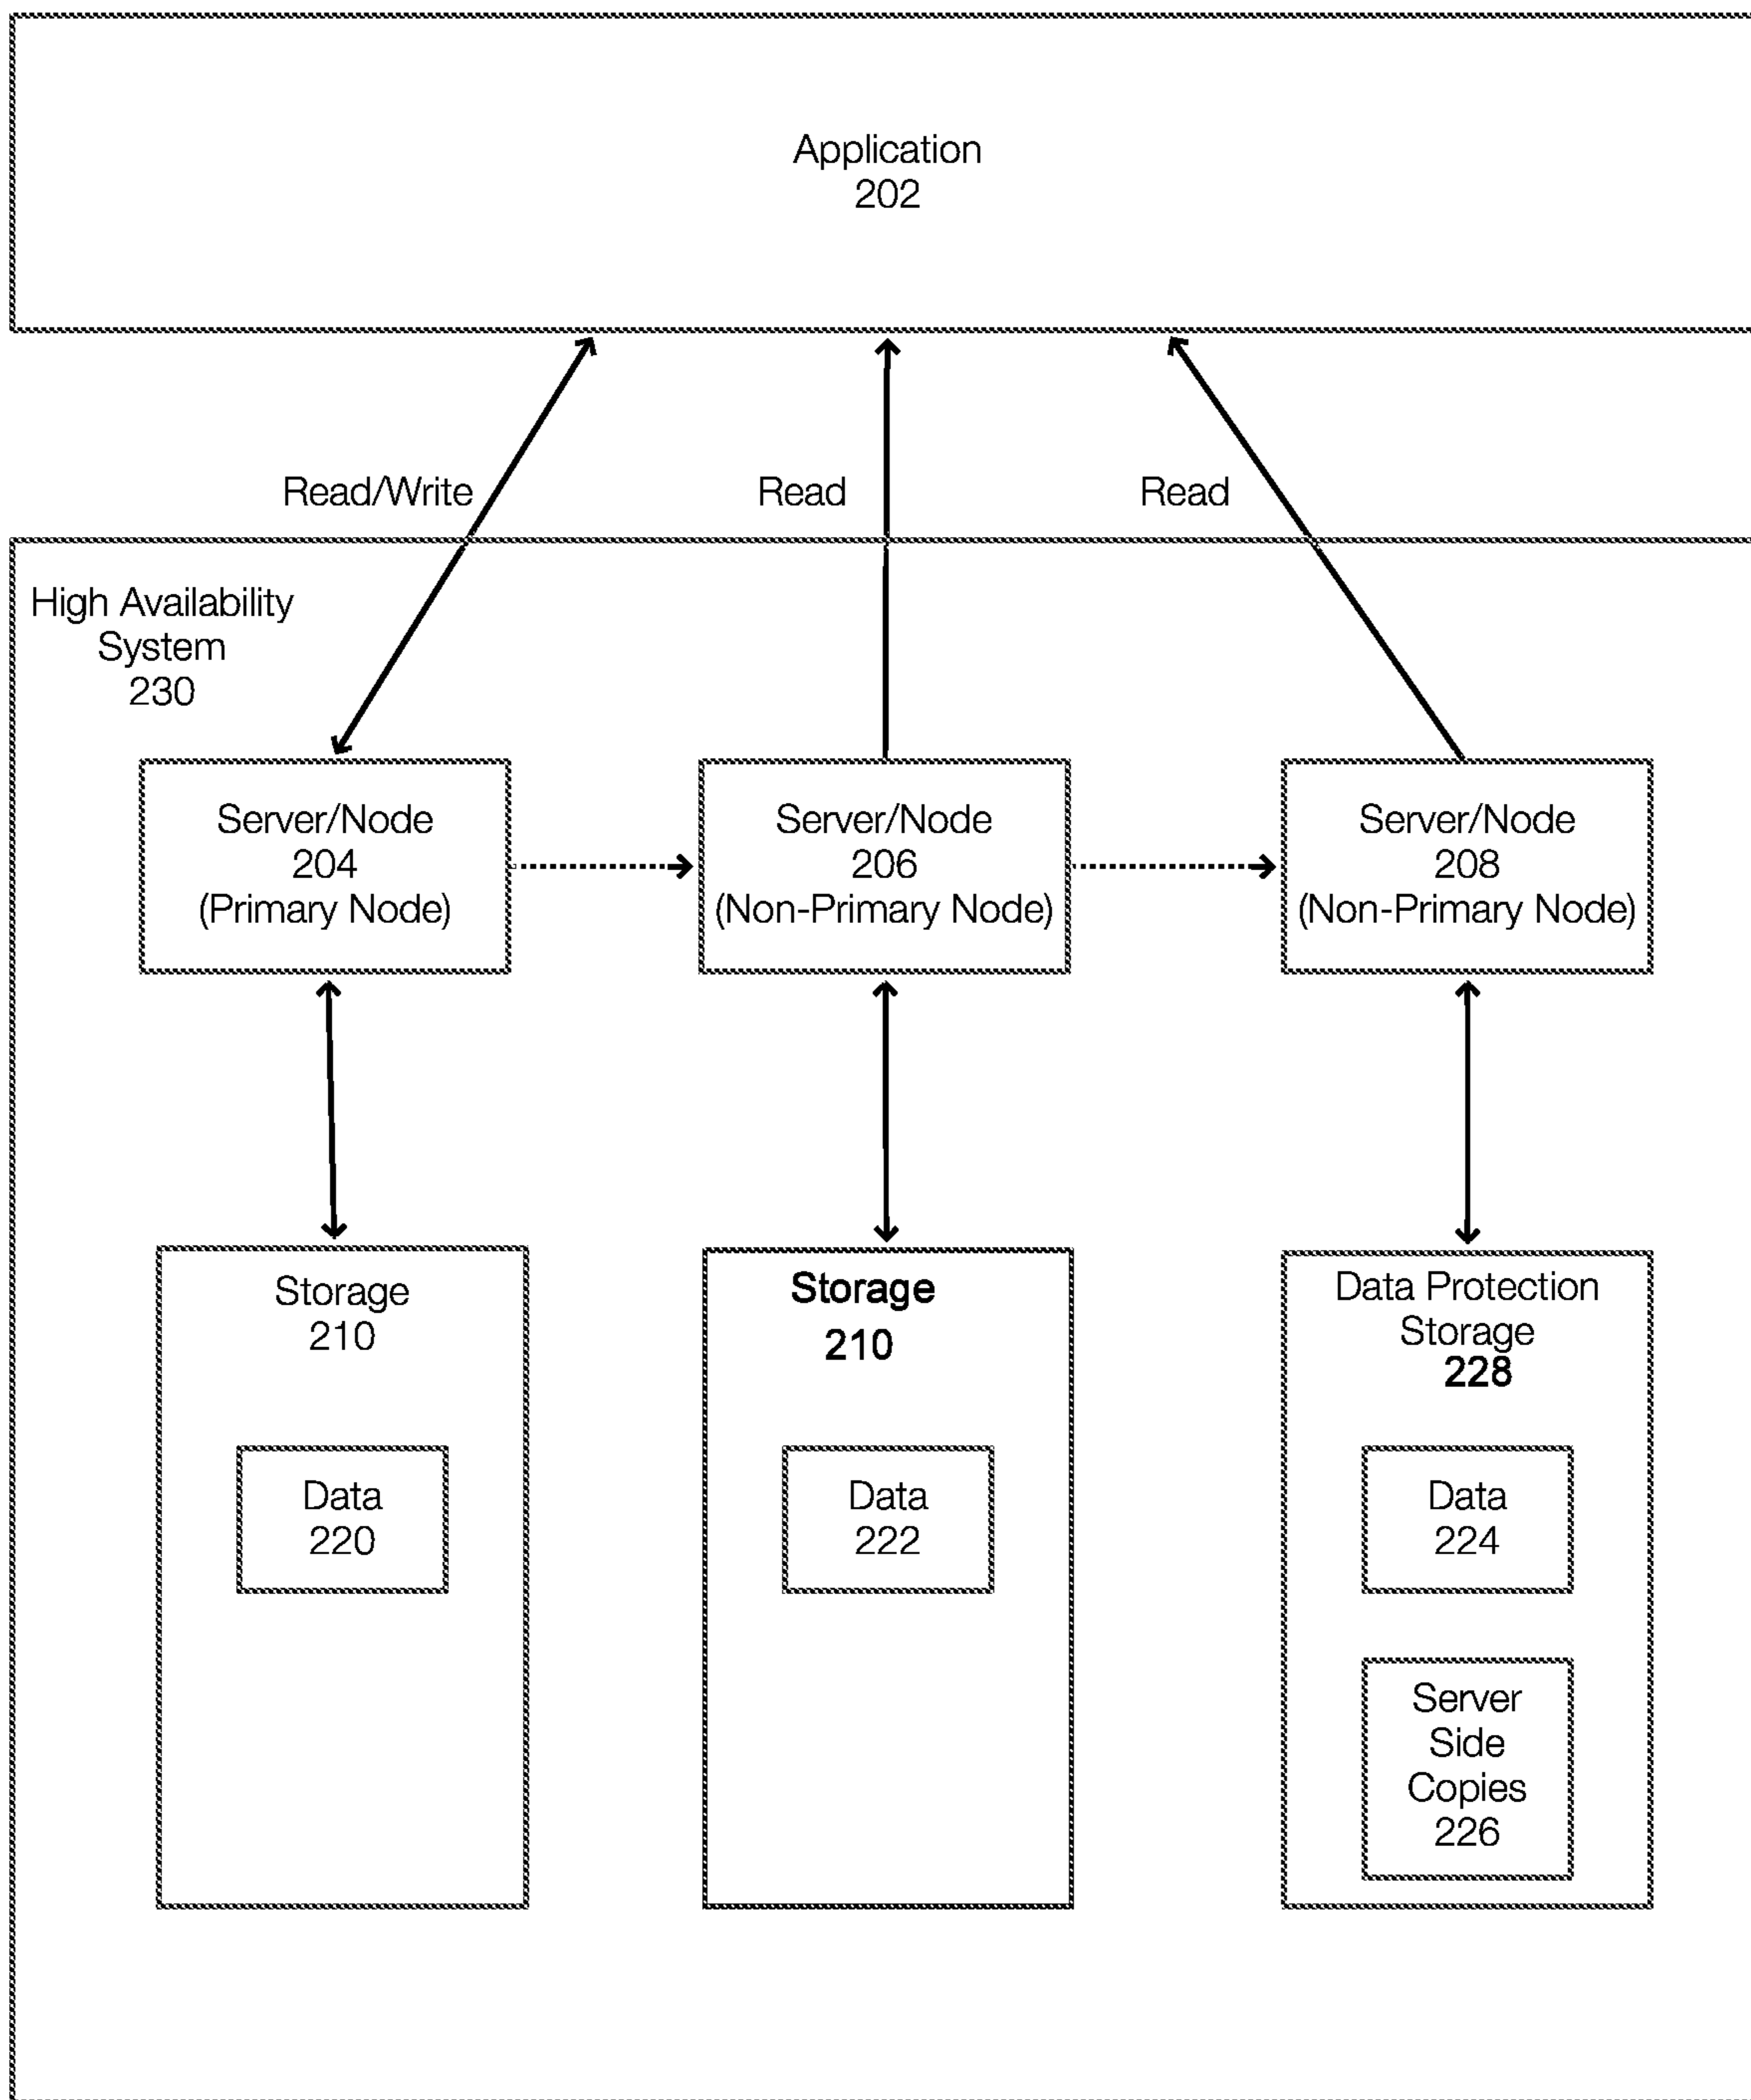 Application
202
Read/Write
Read
Read
High Availability
System
230
Server/Node
204
(Primary Node)
Server/Node
206
(Non-Primary Node)
Server/Node
208
(Non-Primary Node)
Storage
210
Storage
210
Data Protection
Storage
228
Data
220
Data
222
Data
224
Server
Side
Copies
226